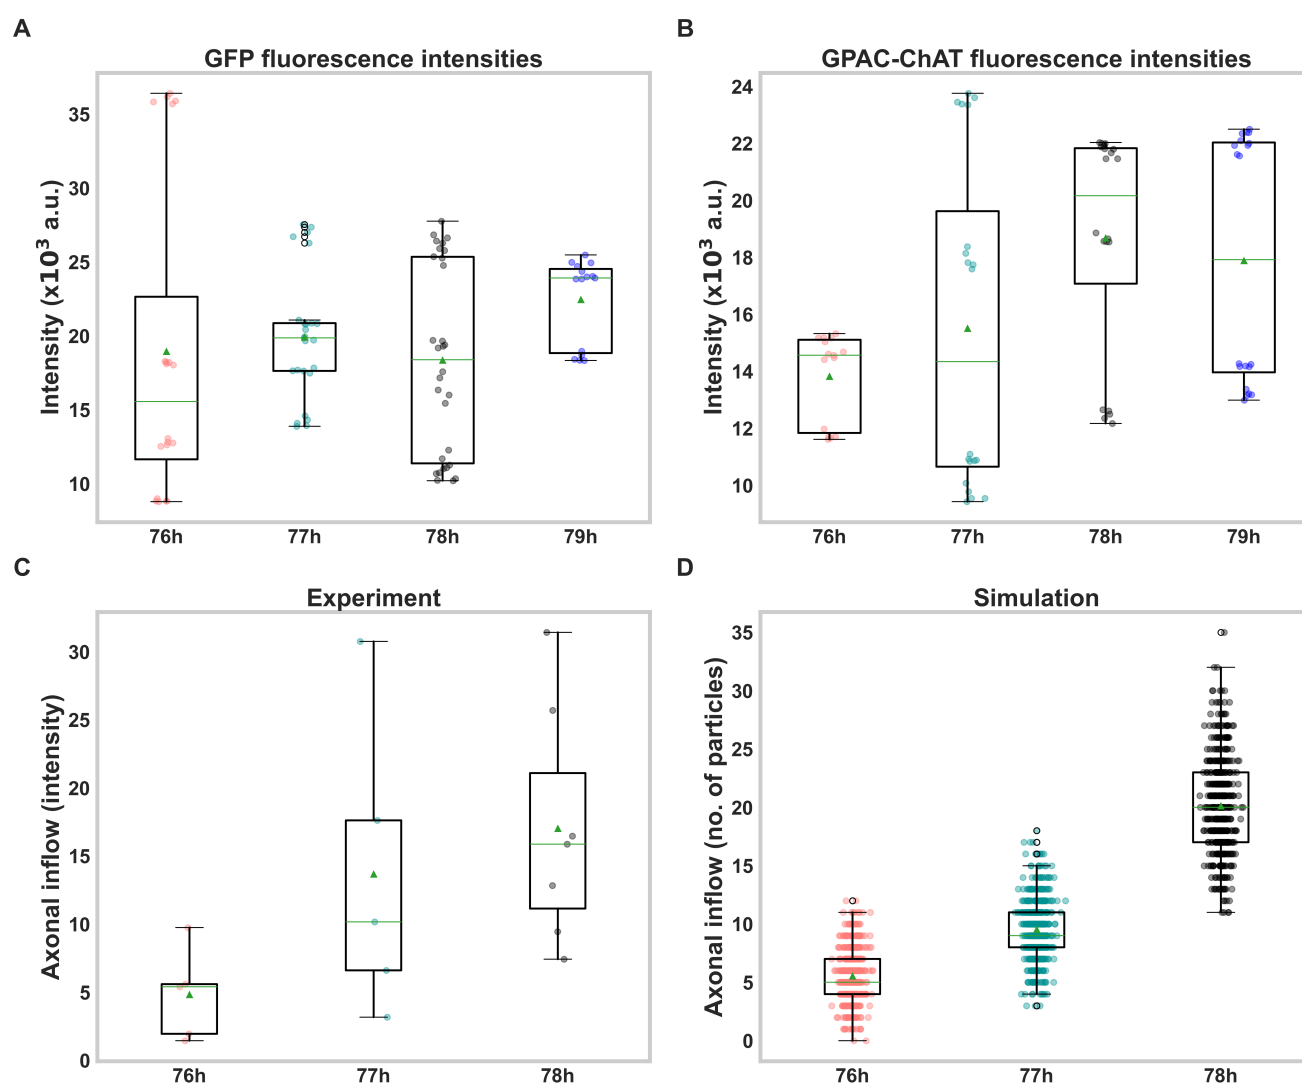 A
GFP fluorescence intensities
Intensity (x10³ a.u.)
35
30
25
20
15
10
76h 77h 78h 79h
B
GPAC-ChAT fluorescence intensities
Intensity (x10³ a.u.)
24
22
20
18
16
14
12
10
76h 77h 78h 79h
C
Experiment
Axonal inflow (intensity)
30
25
20
15
10
5
0
76h 77h 78h
D
Simulation
Axonal inflow (no. of particles)
35
30
25
20
15
10
5
0
76h 77h 78h